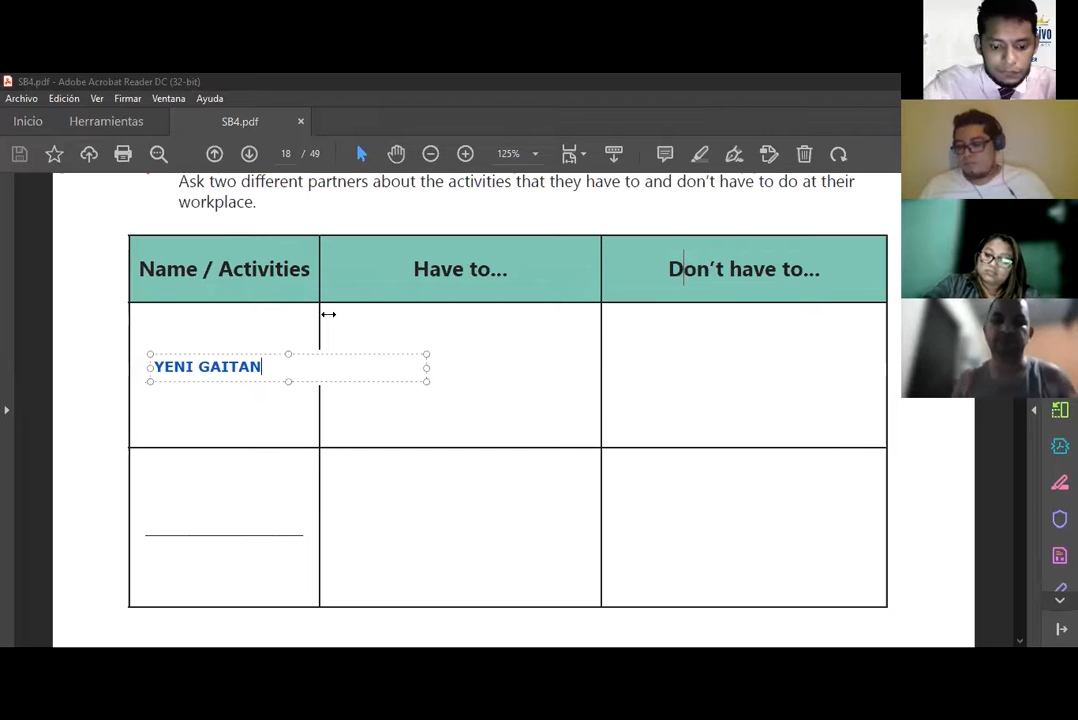 SB4.pdf - Adobe Acrobat Reader DC (32-bit)
Archivo Edición Ver Firmar Ventana Ayuda
Inicio Herramientas SB4.pdf ×
18 / 49 125%
Ask two different partners about the activities that they have to and don't have to do at their
workplace.
Name / Activities Have to... Don't have to...
YENI GAITAN